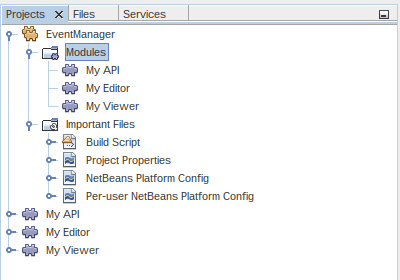 Projects Files Services
EventManager
Modules
My API
My Editor
My Viewer
Important Files
Build Script
Project Properties
NetBeans Platform Config
Per-user NetBeans Platform Config
My API
My Editor
My Viewer